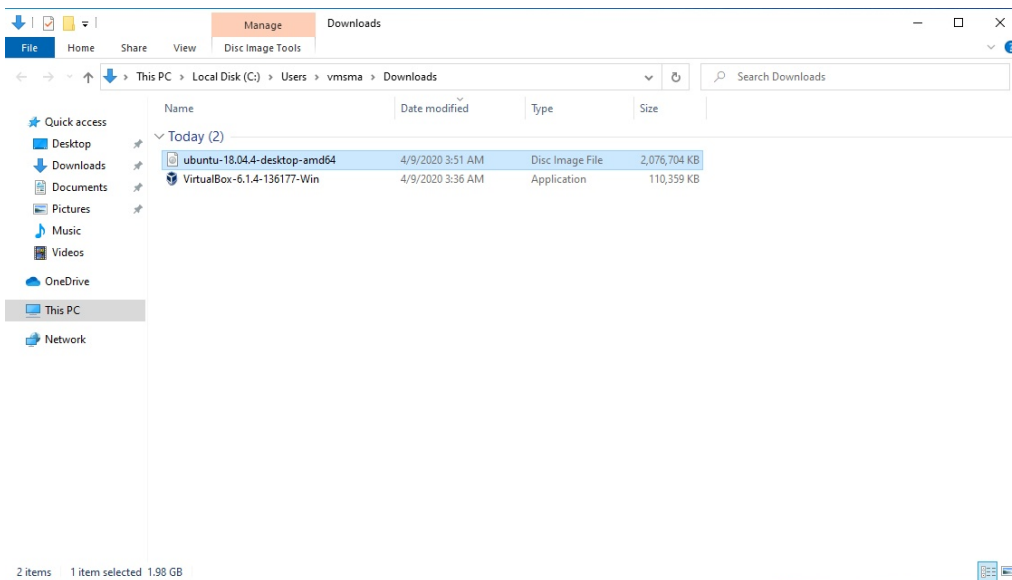 Manage Downloads
File Home Share View Disc Image Tools
This PC > Local Disk (C:) > Users > vmsma > Downloads Search Downloads
Name Date modified Type Size
Quick access
Today (2)
Desktop
ubuntu-18.04.4-desktop-amd64 4/9/2020 3:51 AM Disc Image File 2,076,704 KB
Downloads
VirtualBox-6.1.4-136177-Win 4/9/2020 3:36 AM Application 110,359 KB
Documents
Pictures
Music
Videos
OneDrive
This PC
Network
2 items 1 item selected 1.98 GB